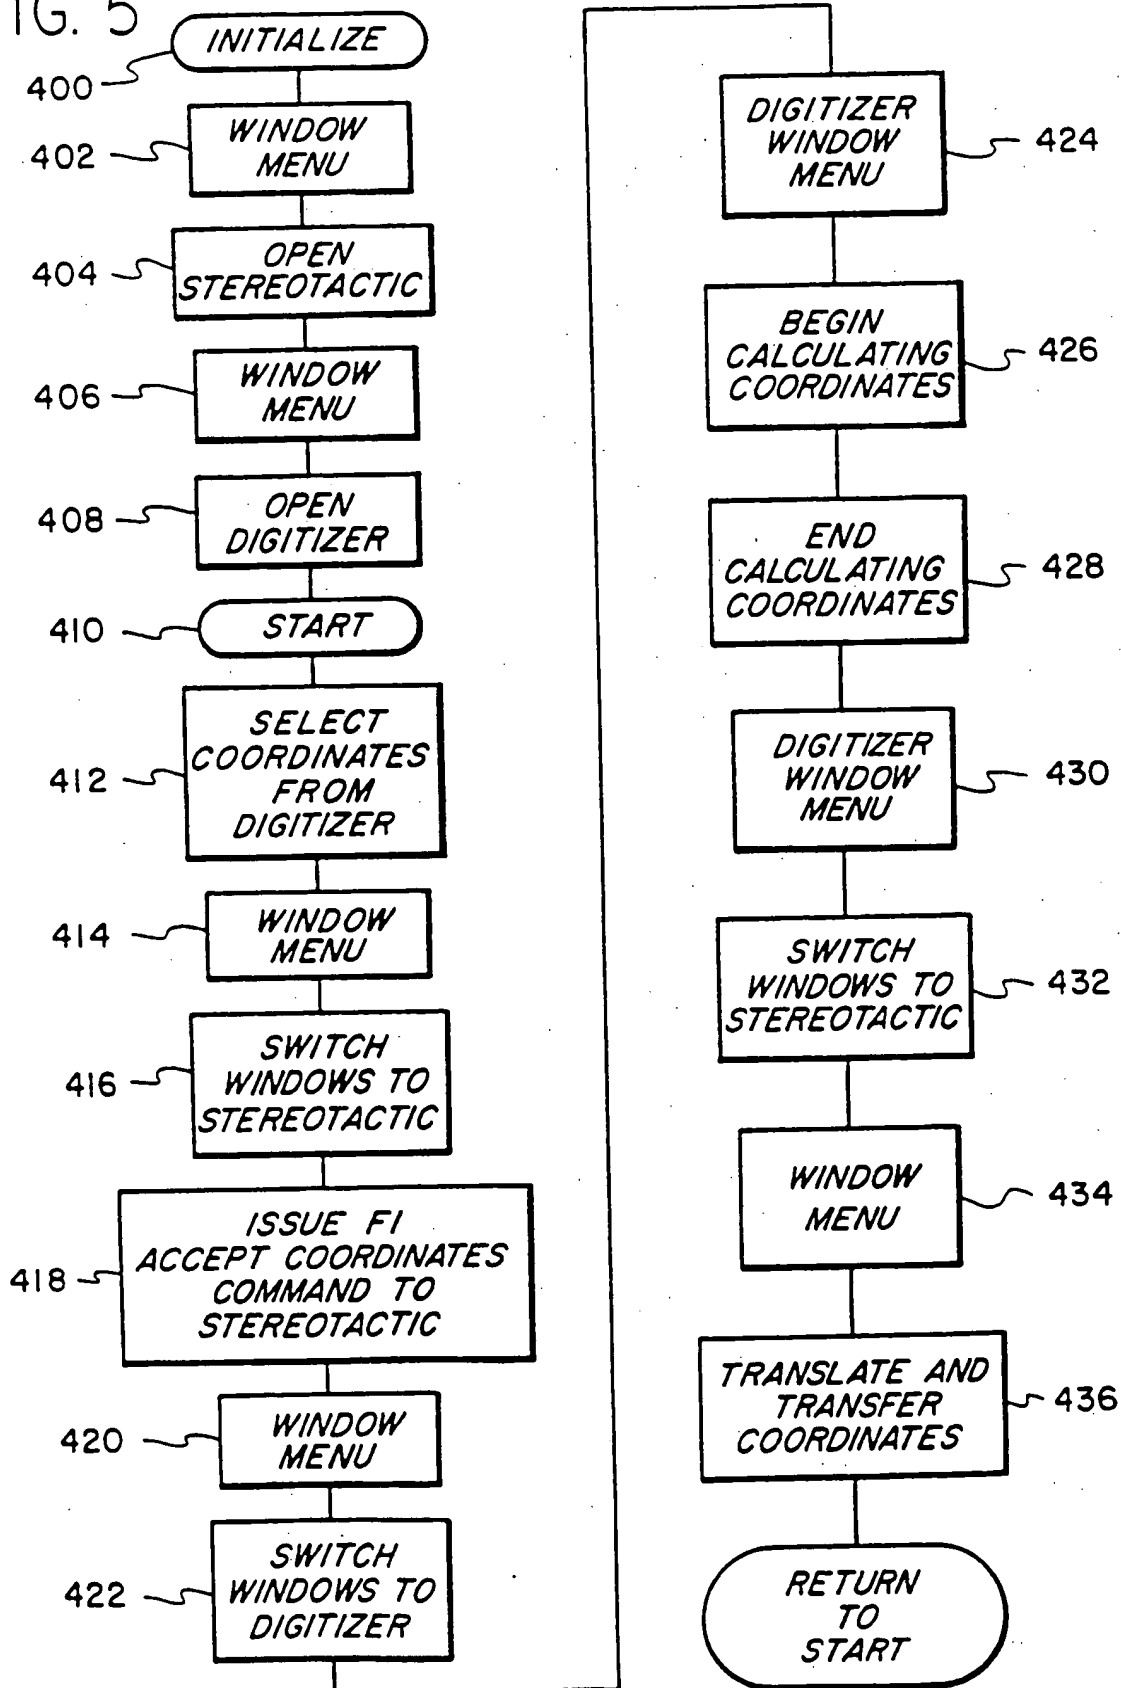 IG. 5
INITIALIZE
400
WINDOW
MENU
402
OPEN
STEREOTACTIC
404
WINDOW
MENU
406
OPEN
DIGITIZER
408
START
410
SELECT
COORDINATES
FROM
DIGITIZER
412
WINDOW
MENU
414
SWITCH
WINDOWS TO
STEREOTACTIC
416
ISSUE F1
ACCEPT COORDINATES
COMMAND TO
STEREOTACTIC
418
WINDOW
MENU
420
SWITCH
WINDOWS TO
DIGITIZER
422
DIGITIZER
WINDOW
MENU
424
BEGIN
CALCULATING
COORDINATES
426
END
CALCULATING
COORDINATES
428
DIGITIZER
WINDOW
MENU
430
SWITCH
WINDOWS TO
STEREOTACTIC
432
WINDOW
MENU
434
TRANSLATE AND
TRANSFER
COORDINATES
436
RETURN
TO
START